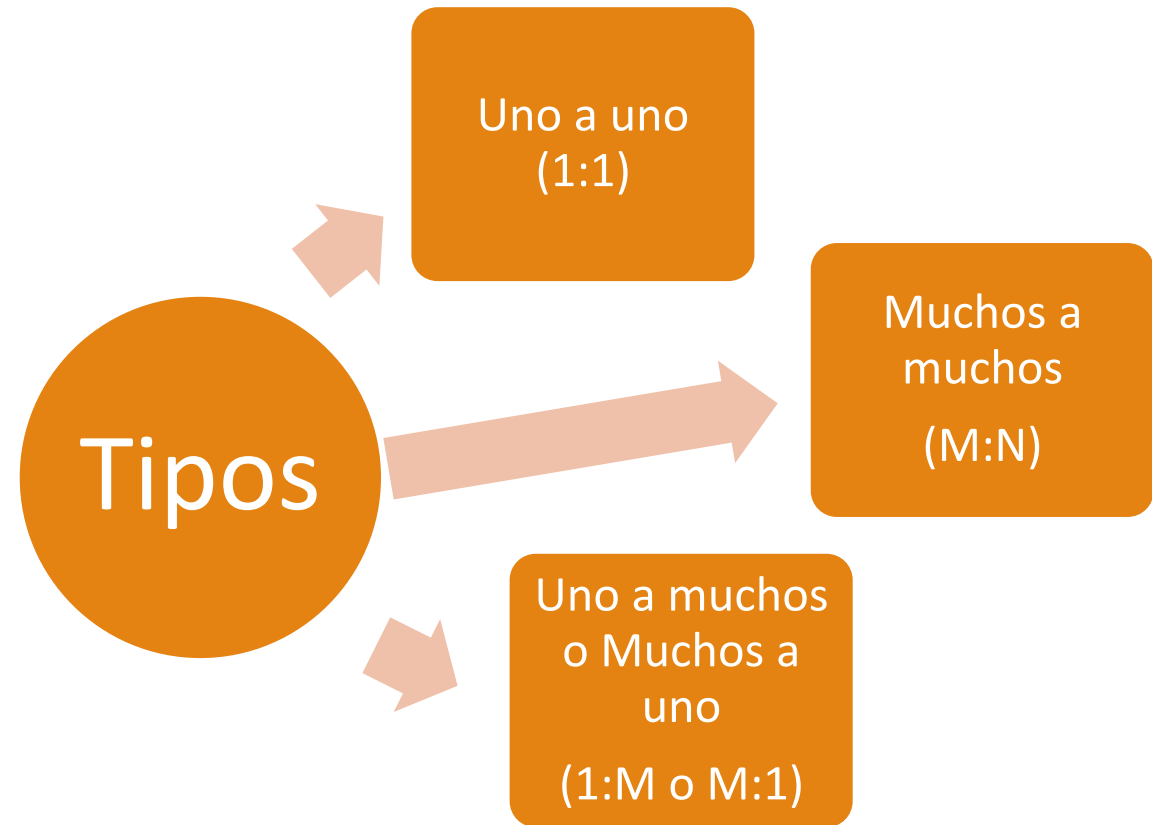 Tipos
Uno a uno
(1:1)
Muchos a
muchos
(M:N)
Uno a muchos
o Muchos a
uno
(1:M o M:1)